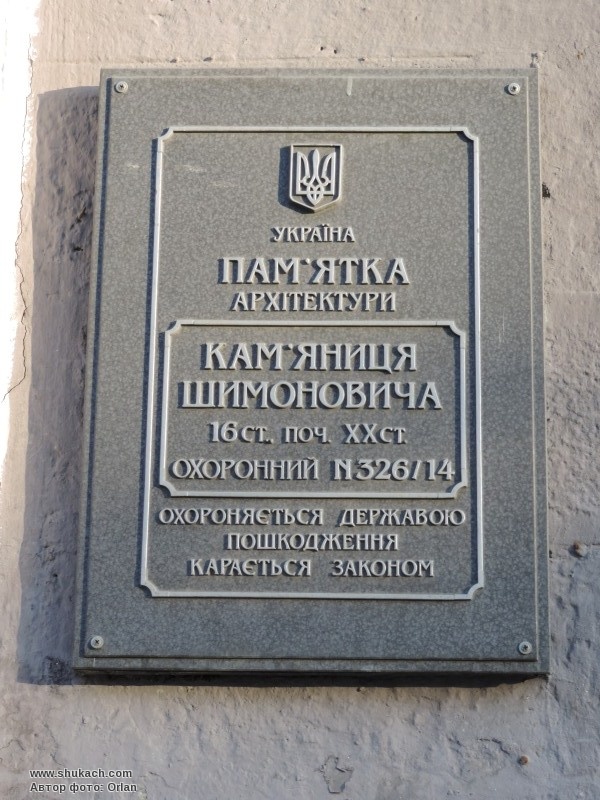 УКРАЇНА
ПАМ'ЯТКА
АРХІТЕКТУРИ
КАМ'ЯНИЦЯ
ШИМОНОВИЧА
16 ст., поч. XX ст.
ОХОРОННИЙ N 326/14
ОХОРОНЯЄТЬСЯ ДЕРЖАВОЮ
ПОШКОДЖЕННЯ
КАРАЄТЬСЯ ЗАКОНОМ
www.shukach.com
Автор фото: Orlan